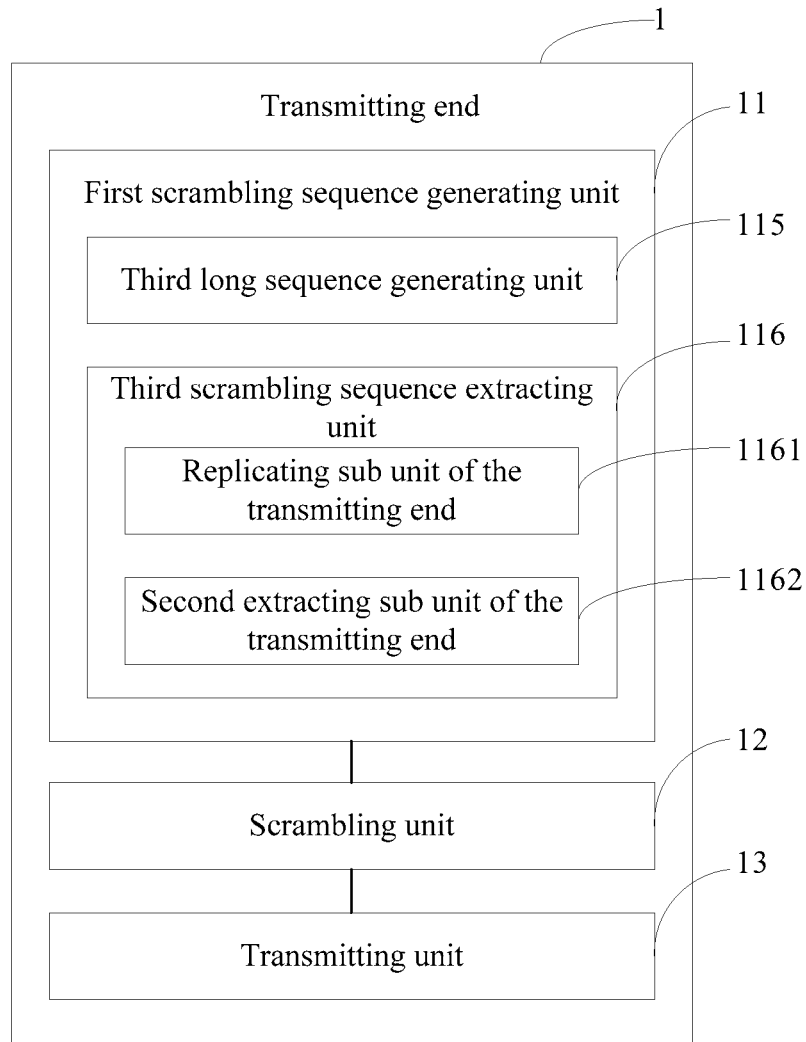 1
Transmitting end
11
First scrambling sequence generating unit
115
Third long sequence generating unit
116
Third scrambling sequence extracting
unit
1161
Replicating sub unit of the
transmitting end
1162
Second extracting sub unit of the
transmitting end
12
Scrambling unit
13
Transmitting unit